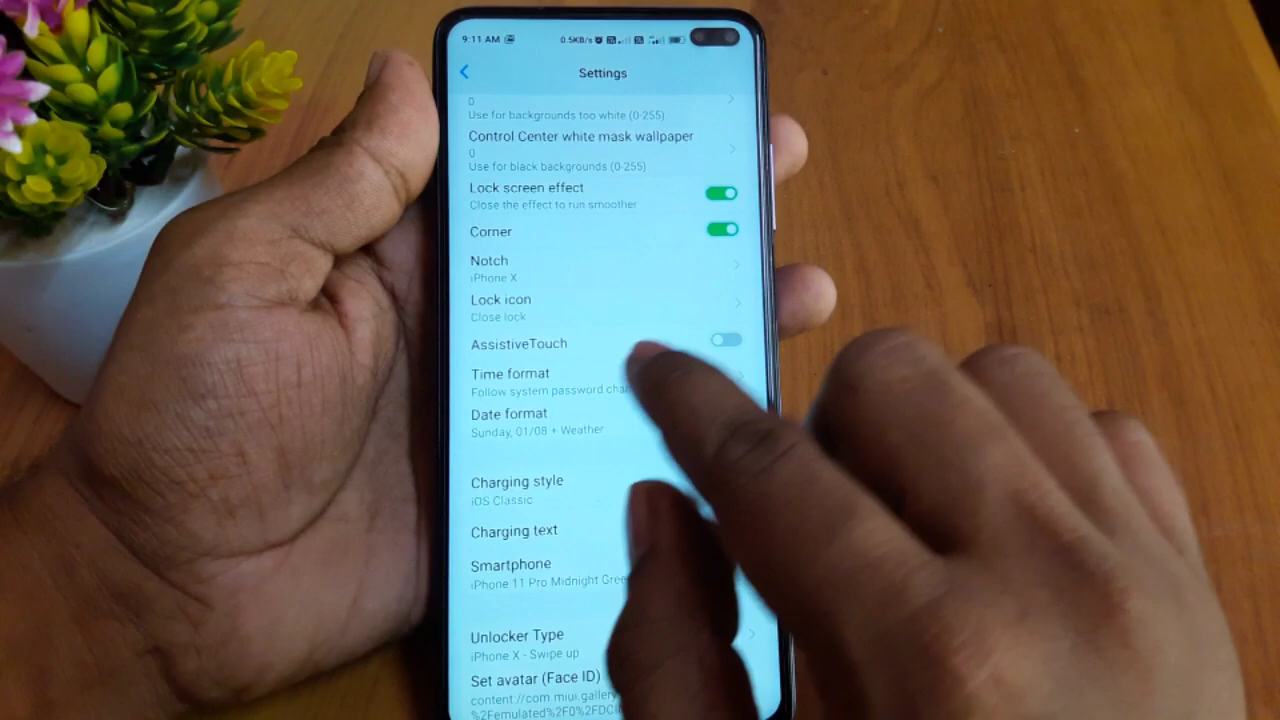 9:11 AM
0.5KB/s
Settings
0
Use for backgrounds too white (0-255)
Control Center white mask wallpaper
0
Use for black backgrounds (0-255)
Lock screen effect
Close the effect to run smoother
Corner
Notch
iPhone X
Lock icon
Close lock
AssistiveTouch
Time format
Follow system password
Date format
Sunday, 01/08 + Weather
Charging style
iOS Classic
Charging text
Smartphone
iPhone 11 Pro Midnight
Unlocker Type
iPhone X - Swipe up
Set avatar (Face ID)
content://com.miui.gallery
%2Femulated%2F0%2FDCI